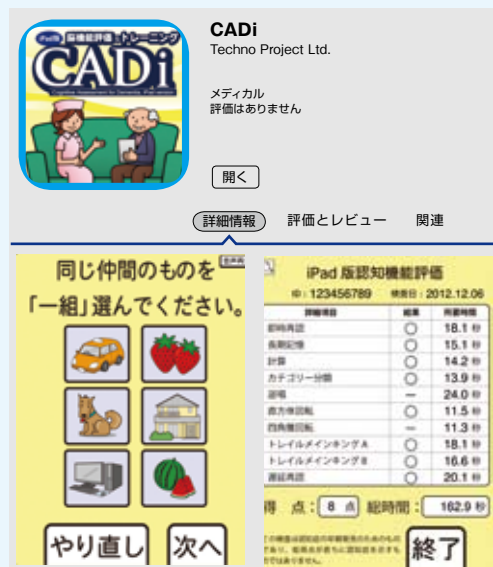 iPad版 脳機能評価とトレーニング
CADi
Cognitive Assessment for Dementia, iPad version
CADi
Techno Project Ltd.
メディカル
評価はありません
開く
詳細情報 評価とレビュー 関連
同じ仲間のものを
「一組」選んでください。
やり直し 次へ
iPad 版認知機能評価
ID：123456789 検査日：2012.12.06
詳細項目 結果 所要時間
即時再認 ○ 18.1 秒
長期記憶 ○ 15.1 秒
計算 ○ 14.2 秒
カテゴリー分類 ○ 13.9 秒
逆唱 － 24.0 秒
直方体回転 ○ 11.5 秒
四角錐回転 － 11.3 秒
トレイルメインキングA ○ 18.1 秒
トレイルメインキングB ○ 16.6 秒
遅延再認 ○ 20.1 秒
得 点： 8 点 総時間： 162.9 秒
終了